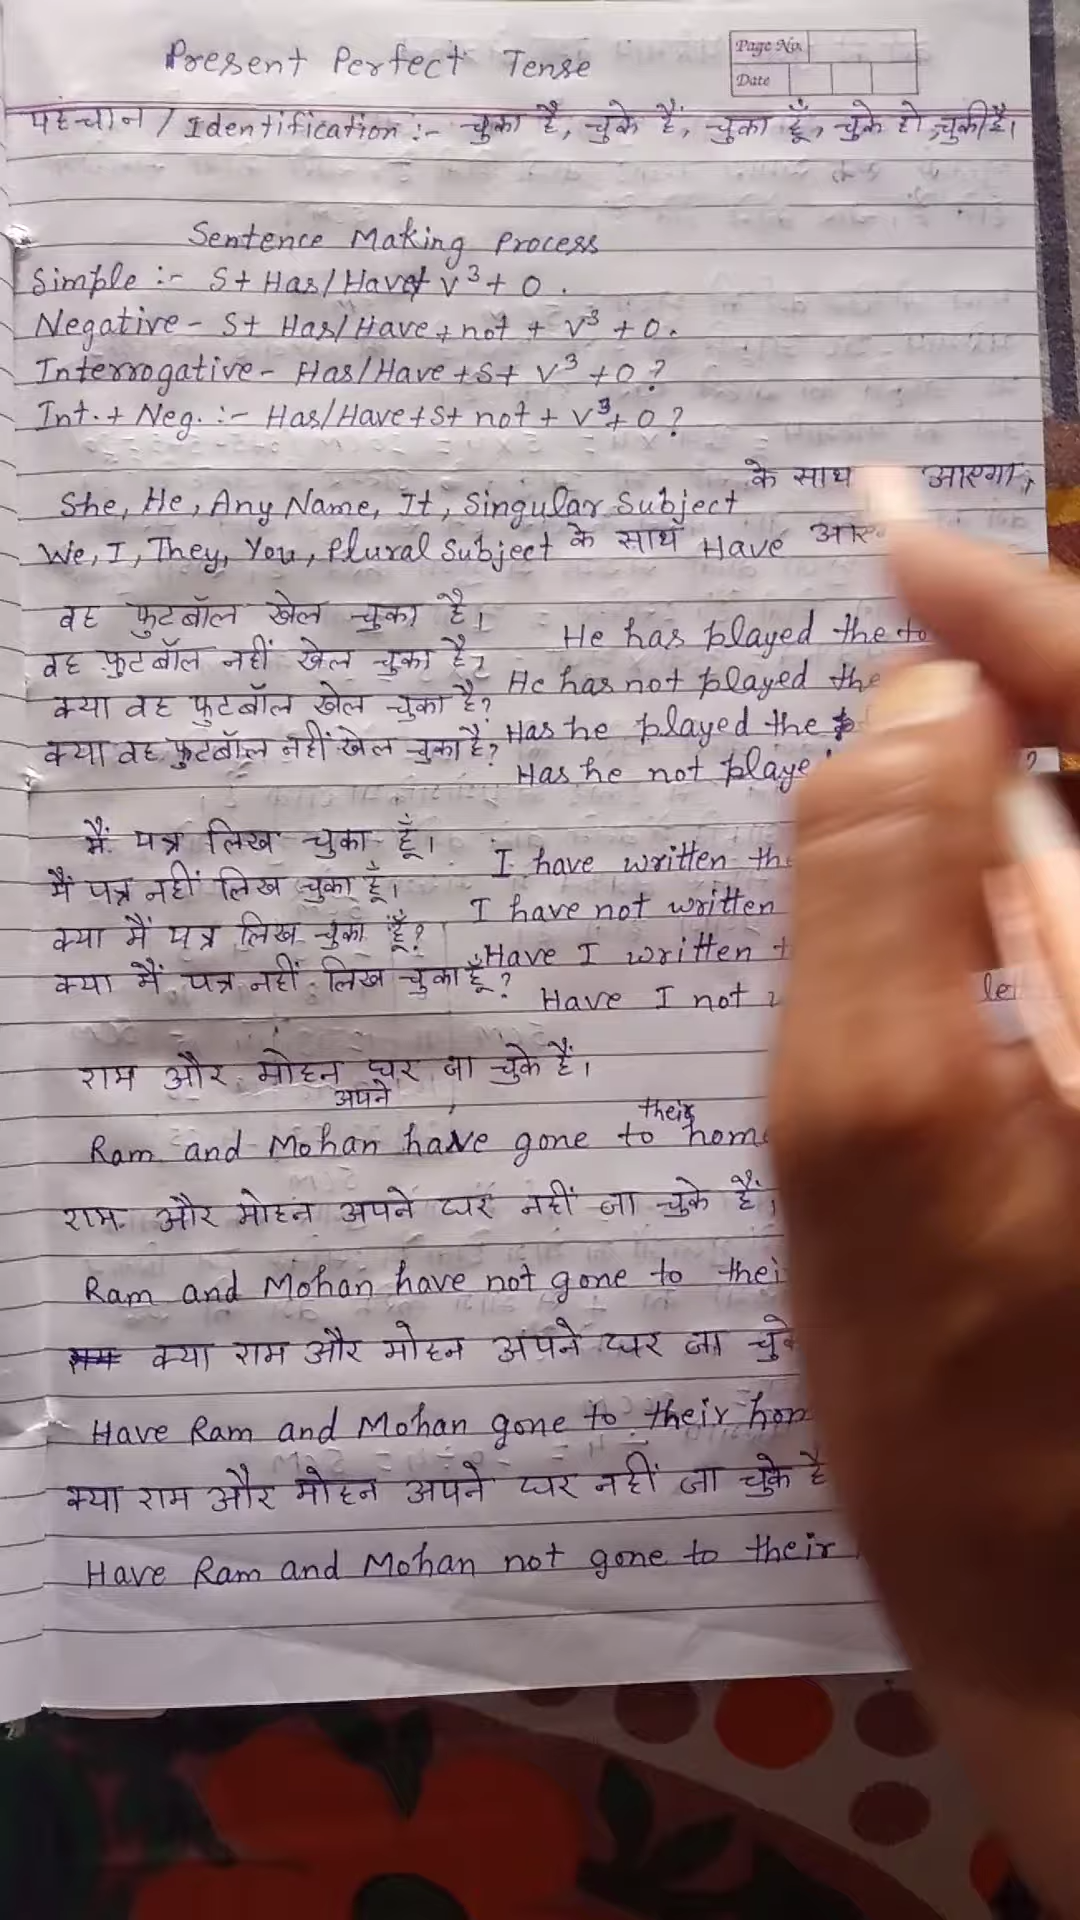 Present Perfect Tense
Page No.
Date
पहचान / Identification :- चुका है, चुके हैं, चुका हूँ, चुके हो, चुकी है।
Sentence Making Process
Simple :- S+ Has/Have+ V³ + O.
Negative - S+ Has/Have + not + V³ + O.
Interrogative - Has/Have +S+ V³ +O?
Int. + Neg. :- Has/Have+S+ not + V³+O?
She, He, Any Name, It, Singular Subject के साथ आएगा,
We, I, They, You, Plural Subject के साथ Have
वह फुटबॉल खेल चुका है। He has played the
वह फुटबॉल नहीं खेल चुका है, He has not played the
क्या वह फुटबॉल खेल चुका है? Has he played the
क्या वह फुटबॉल नहीं खेल चुका है? Has he not ?
मैं पत्र लिख चुका हूँ। I have written
मैं पत्र नहीं लिख चुका हूँ। I have not written
क्या मैं पत्र लिख चुका हूँ? Have I written
क्या मैं पत्र नहीं लिख चुका हूँ? Have I not
राम और मोहन घर जा चुके हैं।
अपने
their
Ram and Mohan have gone to
राम और मोहन अपने घर नहीं जा चुके हैं,
Ram and Mohan have not gone to
क्या राम और मोहन अपने घर जा
Have Ram and Mohan gone to their
क्या राम और मोहन अपने घर नहीं जा चुके
Have Ram and Mohan not gone to their